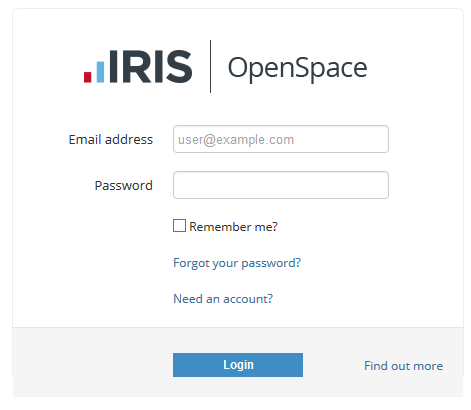 IRIS OpenSpace
Email address user@example.com
Password
Remember me?
Forgot your password?
Need an account?
Login Find out more